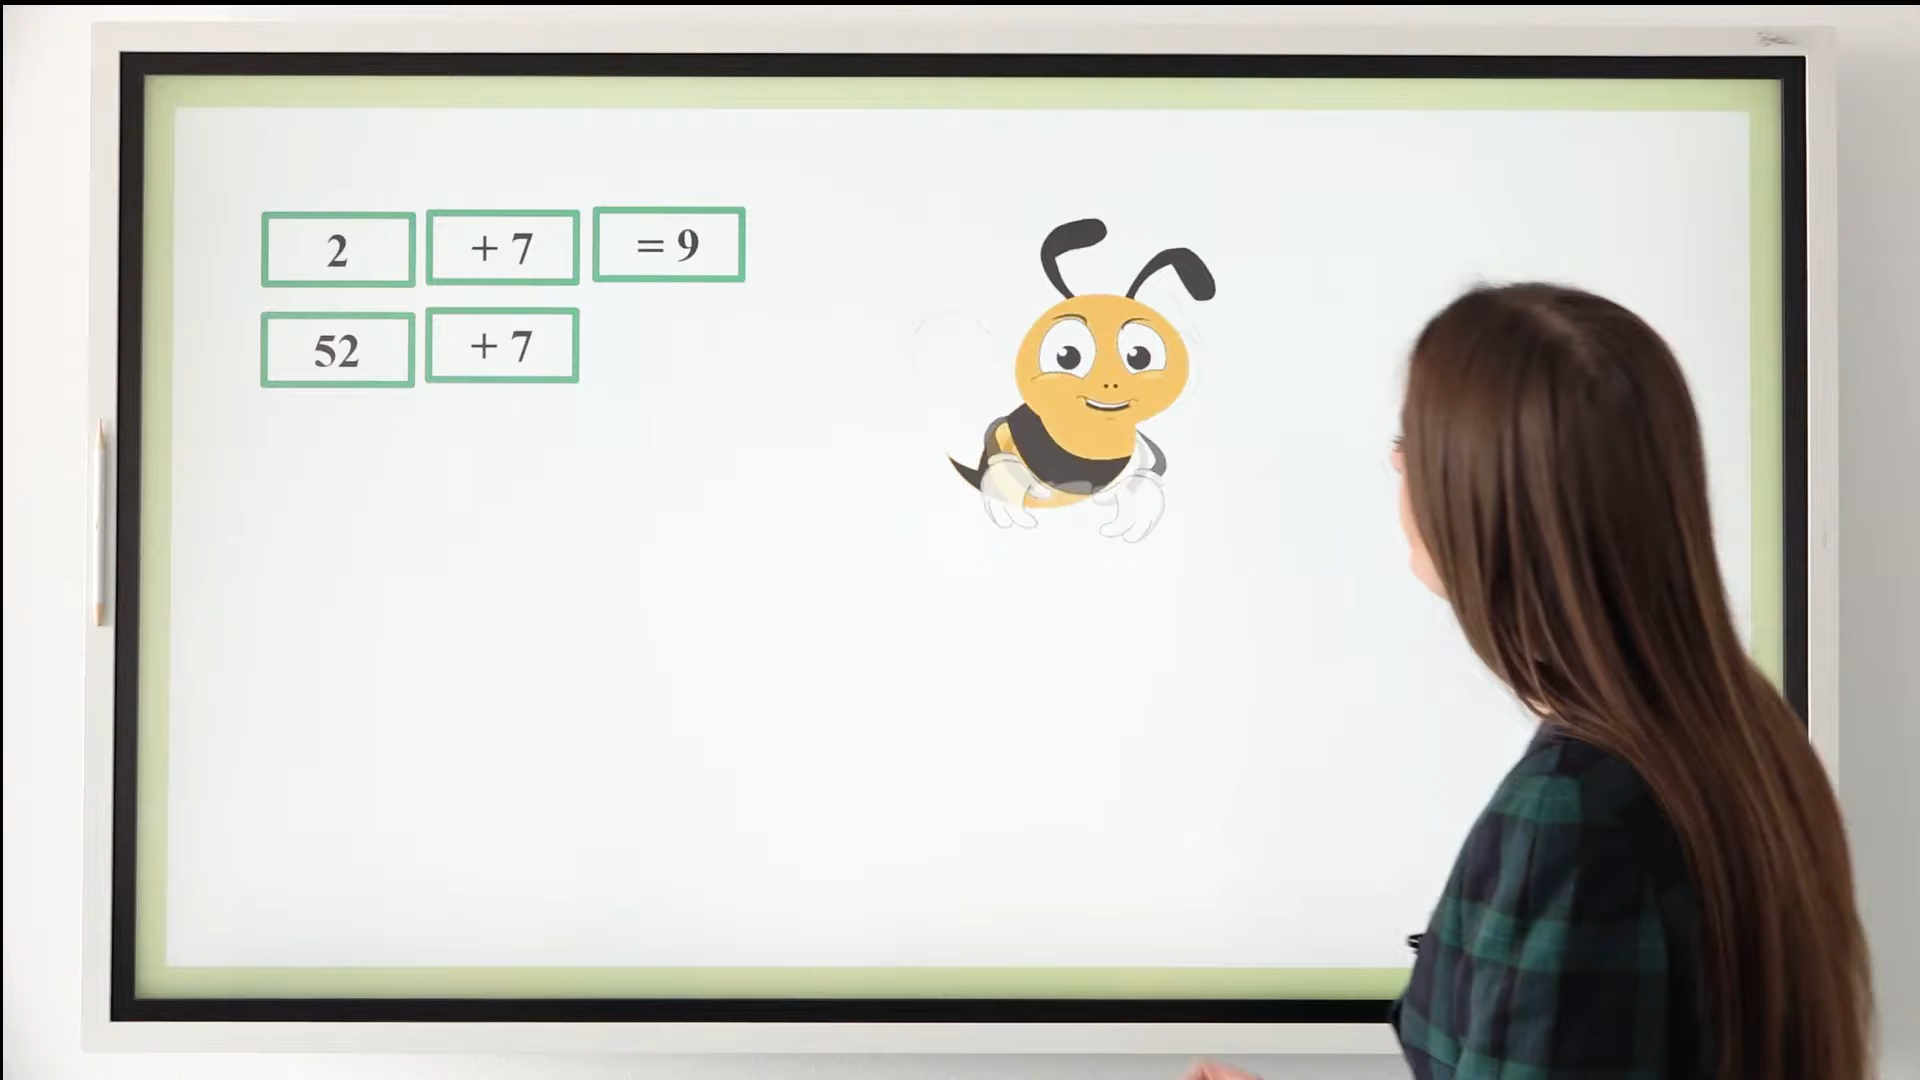 2 + 7 = 9
52 + 7